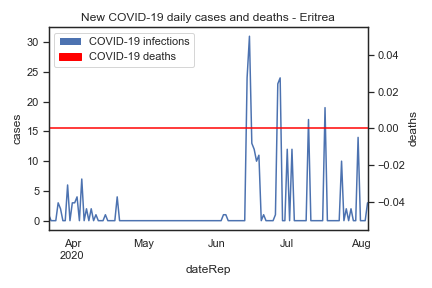 New COVID-19 daily cases and deaths - Eritrea
COVID-19 infections
COVID-19 deaths
cases
30
25
20
15
10
5
0
0.04
0.02
0.00
−0.02
−0.04
deaths
Apr
2020
May
Jun
Jul
Aug
dateRep